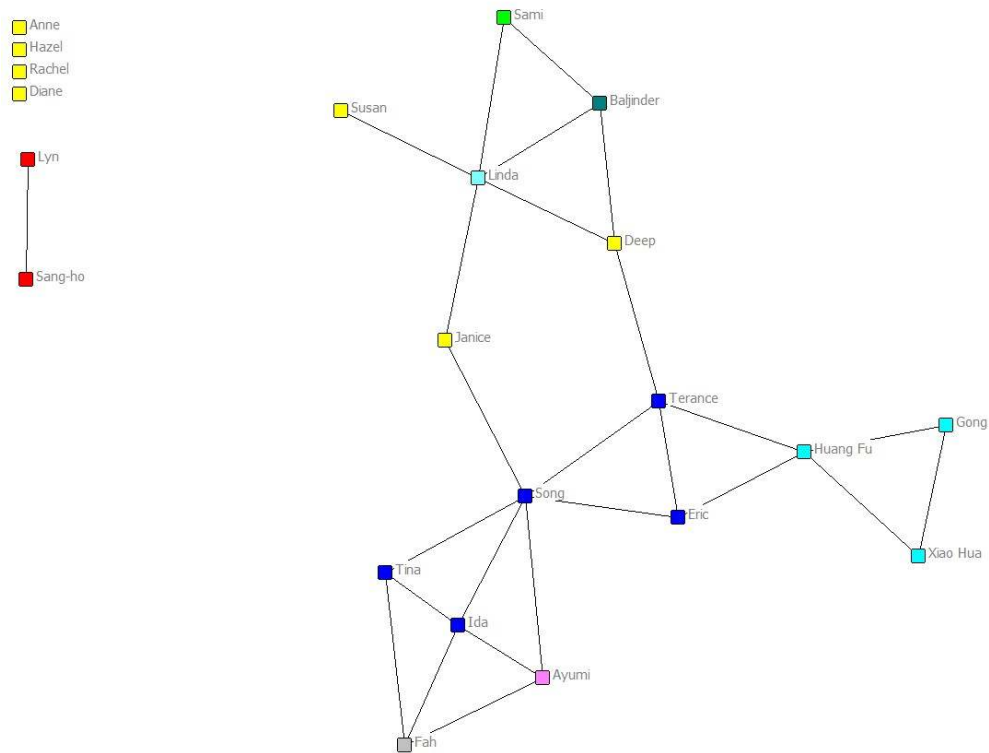 Anne
Hazel
Rachel
Diane
Lyn
Sang-ho
Sami
Susan
Baljinder
Linda
Deep
Janice
Terance
Gong
Huang Fu
Song
Eric
Xiao Hua
Tina
Ida
Ayumi
Fah